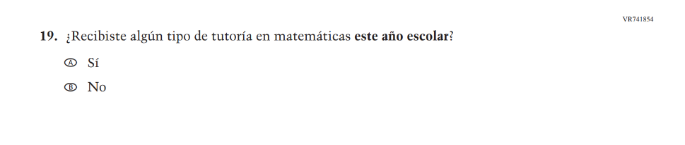 VR741854
19. ¿Recibiste algún tipo de tutoría en matemáticas este año escolar?
Ⓐ Sí
Ⓑ No